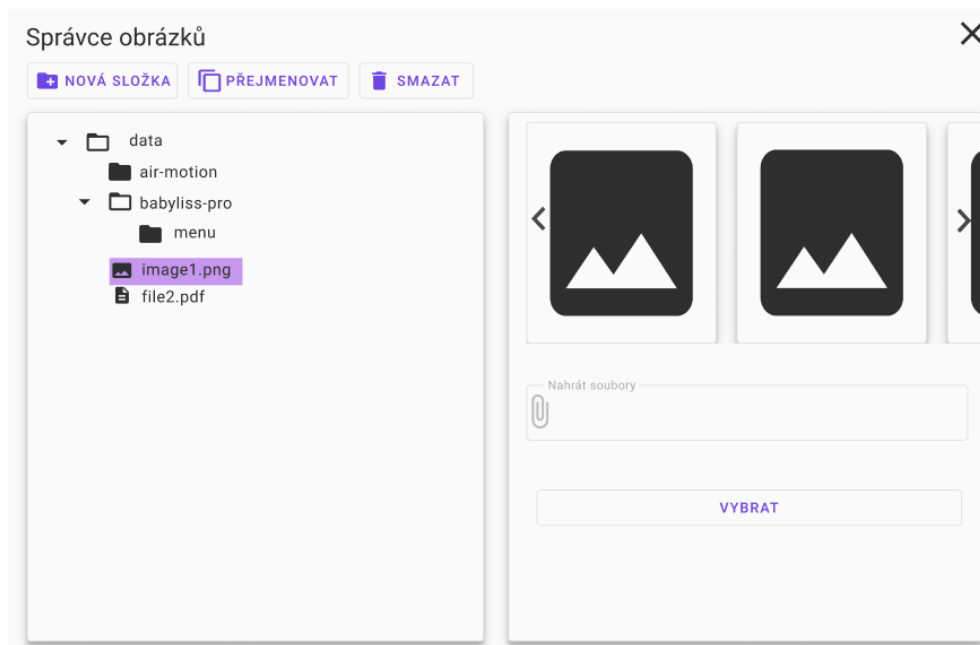 Správce obrázků
NOVÁ SLOŽKA PŘEJMENOVAT SMAZAT
data
air-motion
babyliss-pro
menu
image1.png
file2.pdf
Nahrát soubory
VYBRAT